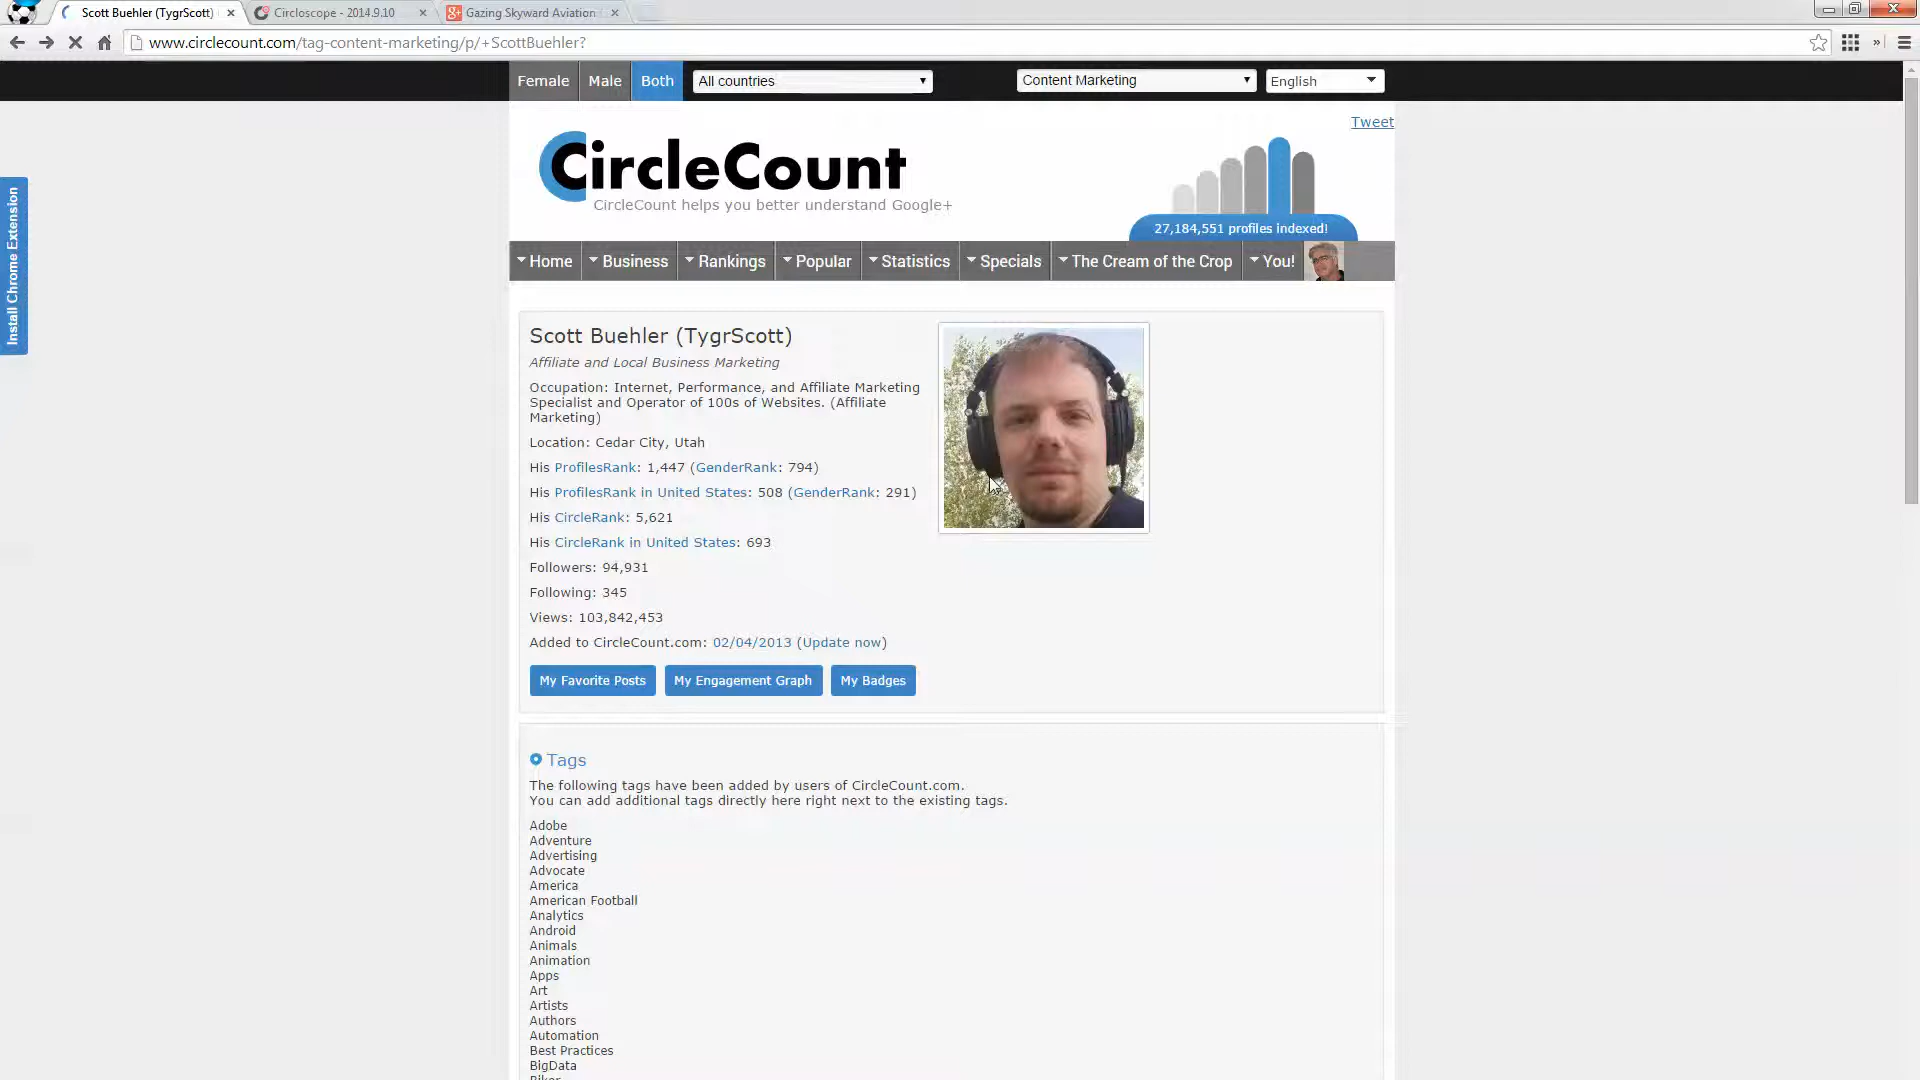 Scott Buehler (TygrScott)
Circloscope - 2014.9.10
Gazing Skyward Aviation
www.circlecount.com/tag-content-marketing/p/+ScottBuehler?
Female Male Both All countries Content Marketing English
Tweet
CircleCount
CircleCount helps you better understand Google+
27,184,551 profiles indexed!
Install Chrome Extension
Home Business Rankings Popular Statistics Specials The Cream of the Crop You!
Scott Buehler (TygrScott)
Affiliate and Local Business Marketing
Occupation: Internet, Performance, and Affiliate Marketing
Specialist and Operator of 100s of Websites. (Affiliate
Marketing)
Location: Cedar City, Utah
His ProfilesRank: 1,447 (GenderRank: 794)
His ProfilesRank in United States: 508 (GenderRank: 291)
His CircleRank: 5,621
His CircleRank in United States: 693
Followers: 94,931
Following: 345
Views: 103,842,453
Added to CircleCount.com: 02/04/2013 (Update now)
My Favorite Posts My Engagement Graph My Badges
Tags
The following tags have been added by users of CircleCount.com.
You can add additional tags directly here right next to the existing tags.
Adobe
Adventure
Advertising
Advocate
America
American Football
Analytics
Android
Animals
Animation
Apps
Art
Artists
Authors
Automation
Best Practices
BigData